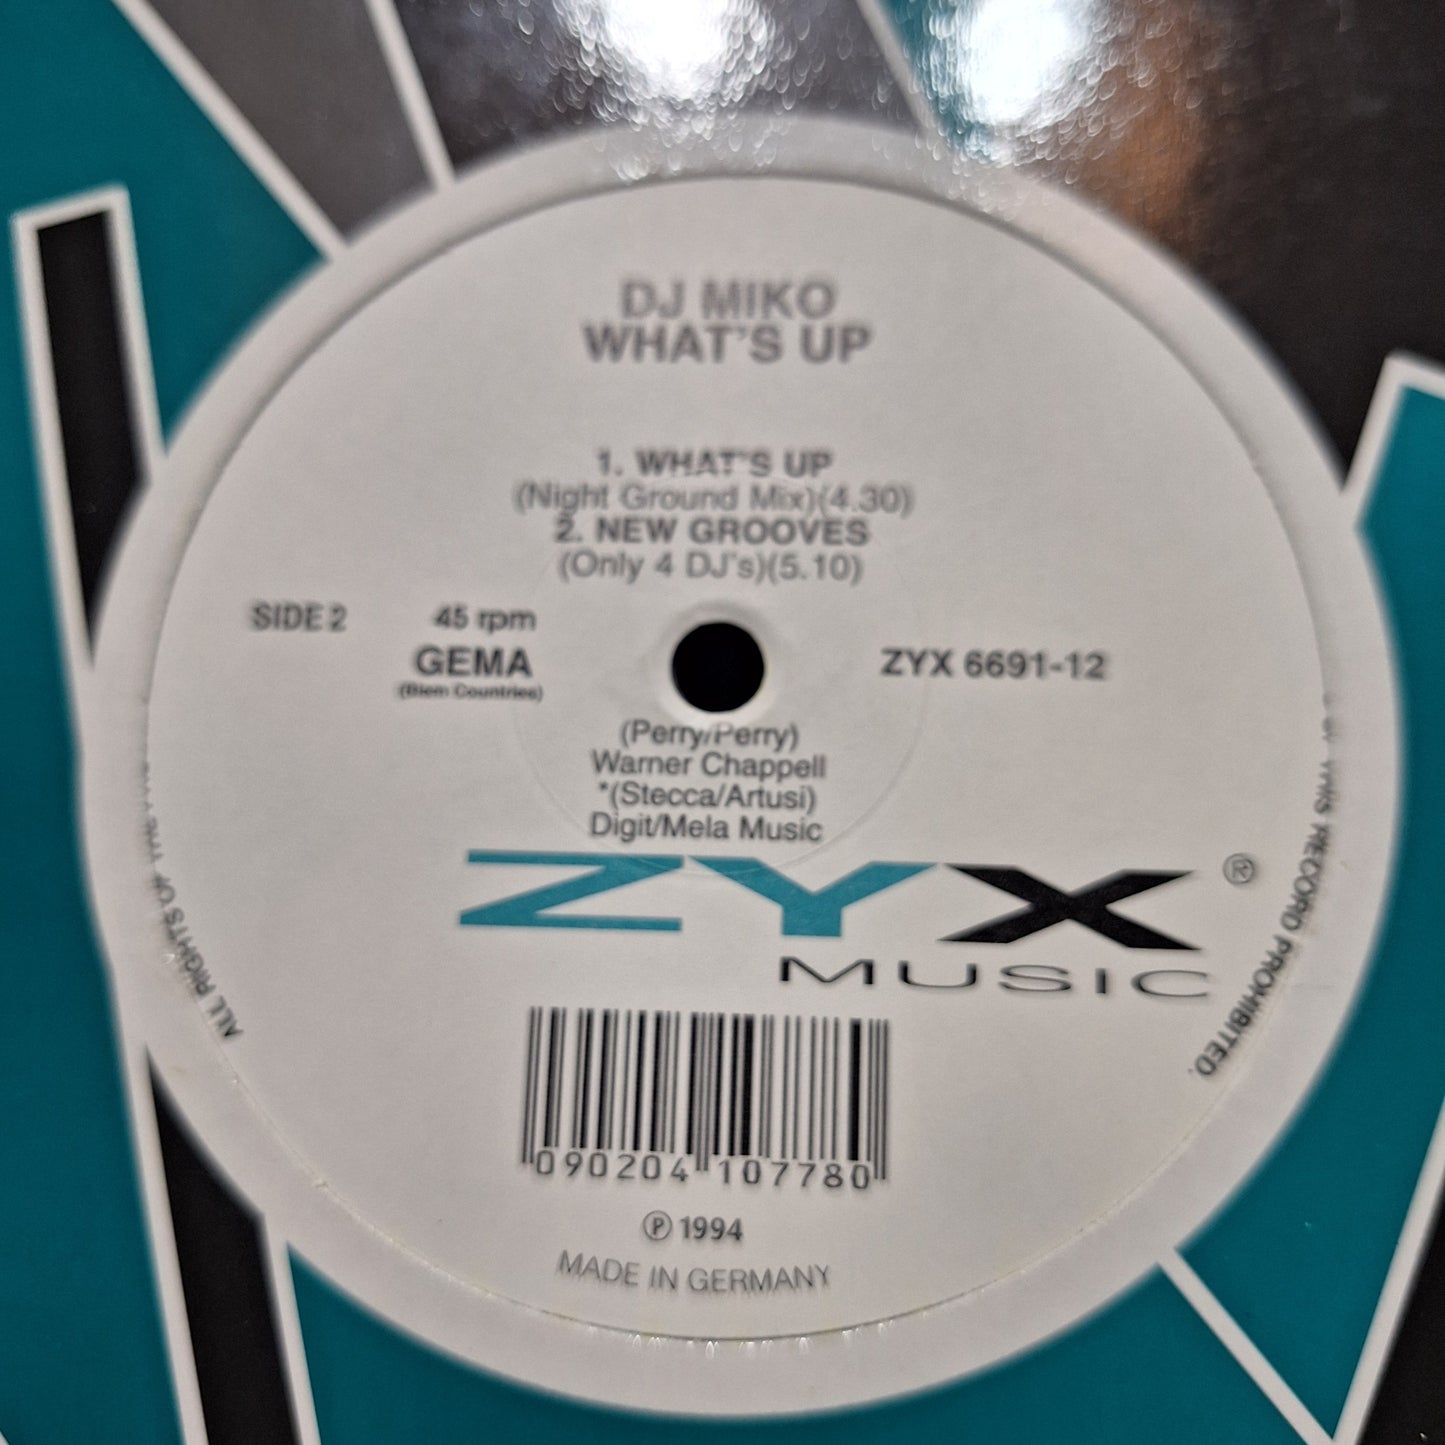 DJ MIKO
WHAT'S UP
1. WHAT'S UP
(Night Ground Mix)(4.30)
2. NEW GROOVES
(Only 4 DJ's)(5.10)
SIDE 2
45 rpm
GEMA
(Biem Countries)
ZYX 6691-12
(Perry/Perry)
Warner Chappell
*(Stecca/Artusi)
Digit/Mela Music
ZYX ®
MUSIC
090204 107780
℗ 1994
MADE IN GERMANY
ALL RIGHTS OF THE
RECORD PROHIBITED.